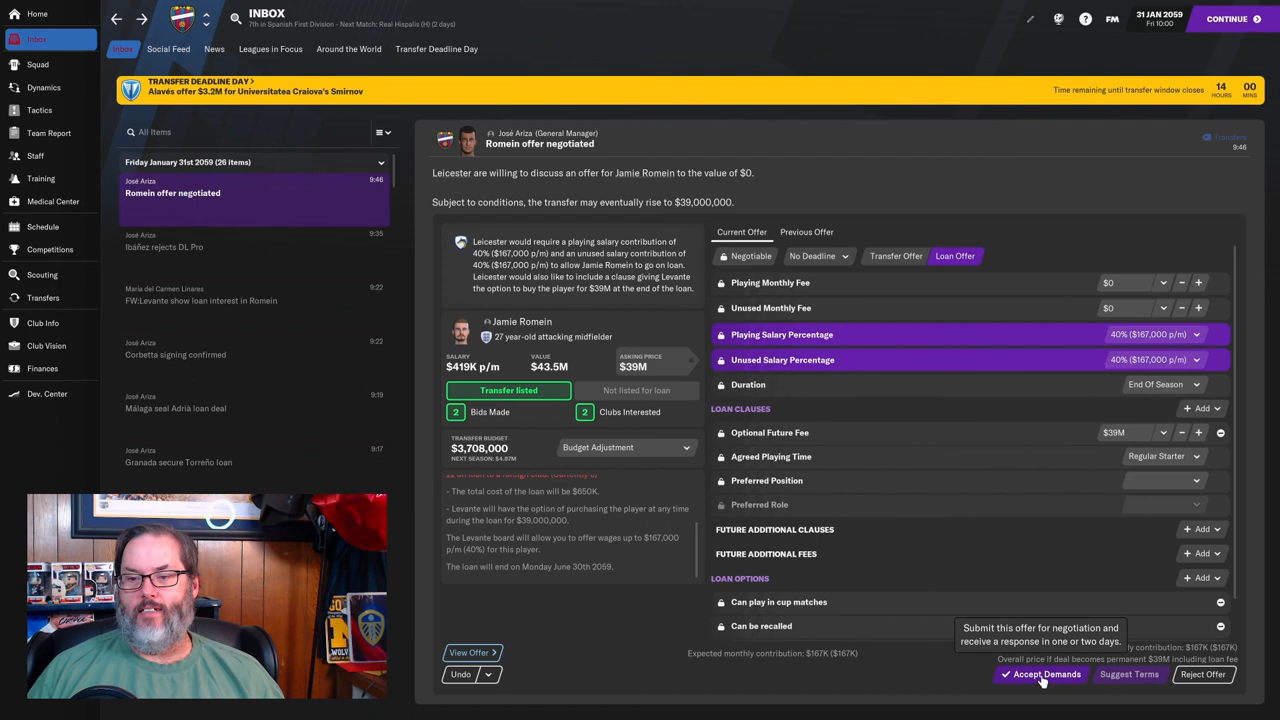 Home
INBOX
7th in Spanish First Division - Next Match: Real Hispalis (H) (2 days)
FM
31 JAN 2059
Fri 10:00
CONTINUE
Inbox
Squad
Dynamics
Tactics
Team Report
Staff
Training
Medical Center
Schedule
Competitions
Scouting
Transfers
Club Info
Club Vision
Finances
Dev. Center
Inbox
Social Feed
News
Leagues in Focus
Around the World
Transfer Deadline Day
TRANSFER DEADLINE DAY >
Alavés offer $3.2M for Universitatea Craiova's Smirnov
Time remaining until transfer window closes
14
HOURS
00
MINS
All Items
Friday January 31st 2059 (26 items)
José Ariza
9:46
Romein offer negotiated
José Ariza
9:35
Ibáñez rejects DL Pro
María del Carmen Linares
9:22
FW:Levante show loan interest in Romein
José Ariza
9:22
Corbetta signing confirmed
José Ariza
9:19
Málaga seal Adrià loan deal
José Ariza
9:17
Granada secure Torreño loan
José Ariza (General Manager)
Romein offer negotiated
Transfers
9:46
Leicester are willing to discuss an offer for Jamie Romein to the value of $0.
Subject to conditions, the transfer may eventually rise to $39,000,000.
Leicester would require a playing salary contribution of
40% ($167,000 p/m) and an unused salary contribution of
40% ($167,000 p/m) to allow Jamie Romein to go on loan.
Leicester would also like to include a clause giving Levante
the option to buy the player for $39M at the end of the loan.
Jamie Romein
27 year-old attacking midfielder
SALARY
$419K p/m
VALUE
$43.5M
ASKING PRICE
$39M
Transfer listed
Not listed for loan
2 Bids Made
2 Clubs Interested
TRANSFER BUDGET
$3,708,000
NEXT SEASON: $4.87M
Budget Adjustment
- The total cost of the loan will be $650K.
- Levante will have the option of purchasing the player at any time
during the loan for $39,000,000.
The Levante board will allow you to offer wages up to $167,000
p/m (40%) for this player.
The loan will end on Monday June 30th 2059.
View Offer >
Undo
Current Offer
Previous Offer
Negotiable
No Deadline
Transfer Offer
Loan Offer
Playing Monthly Fee
$0
Unused Monthly Fee
$0
Playing Salary Percentage
40% ($167,000 p/m)
Unused Salary Percentage
40% ($167,000 p/m)
Duration
End Of Season
LOAN CLAUSES
+ Add
Optional Future Fee
$39M
Agreed Playing Time
Regular Starter
Preferred Position
Preferred Role
FUTURE ADDITIONAL CLAUSES
+ Add
FUTURE ADDITIONAL FEES
+ Add
LOAN OPTIONS
+ Add
Can play in cup matches
Can be recalled
Submit this offer for negotiation and
receive a response in one or two days.
Expected monthly contribution: $167K ($167K)
contribution: $167K ($167K)
Overall price if deal becomes permanent $39M including loan fee
Accept Demands
Suggest Terms
Reject Offer